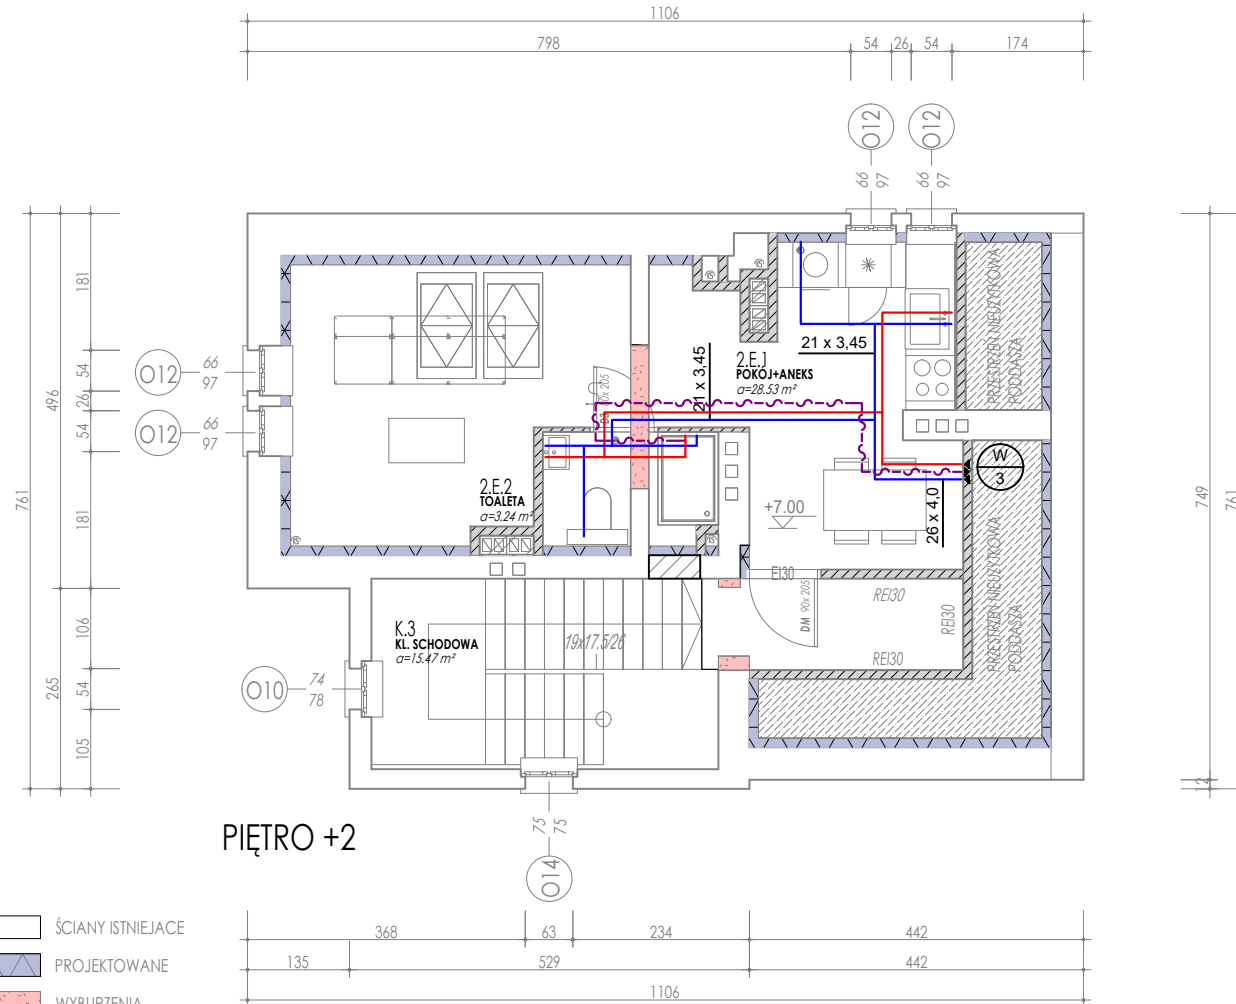 1106
798
54
26
54
174
O12
O12
66
97
66
97
181
54
26
54
181
106
54
105
496
265
761
749
761
12
O12
66
97
O12
66
97
O10
74
78
21 x 3,45
21 x 3,45
2.E.1
POKÓJ+ANEKS
a=28.53 m²
2.E.2
TOALETA
a=3.24 m²
+7.00
26 x 4,0
W
3
PRZESTRZEŃ NIEUŻYTKOWA
PODDASZA
PRZESTRZEŃ NIEUŻYTKOWA
PODDASZA
EI30
DM 90x 205
REI30
REI30
REI30
K.3
KL. SCHODOWA
a=15.47 m²
19x17.5/26
PIĘTRO +2
75
75
O14
ŚCIANY ISTNIEJACE
PROJEKTOWANE
WYBURZENIA
368
63
234
442
135
529
442
1106